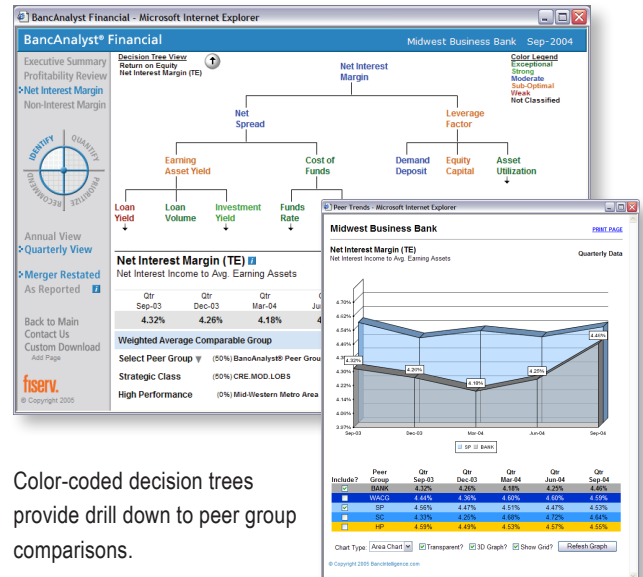 BancAnalyst Financial - Microsoft Internet Explorer
BancAnalyst® Financial
Midwest Business Bank Sep-2004
Executive Summary
Profitability Review
Net Interest Margin
Non-Interest Margin
IDENTIFY
QUANTIFY
PRIORITIZE
RECOMMEND
Annual View
Quarterly View
Merger Restated
As Reported
Back to Main
Contact Us
Custom Download
Add Page
fiserv.
© Copyright 2005
Decision Tree View
Return on Equity
Net Interest Margin (TE)
Color Legend
Exceptional
Strong
Moderate
Sub-Optimal
Weak
Not Classified
Net Interest
Margin
Net
Spread
Leverage
Factor
Earning
Asset Yield
Cost of
Funds
Demand
Deposit
Equity
Capital
Asset
Utilization
Loan
Yield
Loan
Volume
Investment
Yield
Funds
Rate
Net Interest Margin (TE)
Net Interest Income to Avg. Earning Assets
Qtr Qtr Qtr
Sep-03 Dec-03 Mar-04
4.32% 4.26% 4.18% 4
Weighted Average Comparable Group
Select Peer Group (50%) BancAnalyst® Peer Grou
Strategic Class (50%) CRE.MOD.LOBS
High Performance (0%) Mid-Western Metro Area
Peer Trends - Microsoft Internet Explorer
Midwest Business Bank
PRINT PAGE
Net Interest Margin (TE)
Net Interest Income to Avg. Earning Assets
Quarterly Data
4.70%
4.62%
4.54%
4.46%
4.30%
4.22%
4.14%
4.06%
3.97%
4.32%
4.26%
4.18%
4.25%
4.46%
Sep-03 Dec-03 Mar-04 Jun-04 Sep-04
SP BANK
Peer Qtr Qtr Qtr Qtr Qtr
Include? Group Sep-03 Dec-03 Mar-04 Jun-04 Sep-04
BANK 4.32% 4.26% 4.18% 4.25% 4.46%
WACG 4.44% 4.36% 4.60% 4.60% 4.59%
SP 4.56% 4.47% 4.51% 4.47% 4.53%
SC 4.33% 4.25% 4.68% 4.72% 4.64%
HP 4.59% 4.49% 4.53% 4.57% 4.55%
Chart Type: Area Chart Transparent? 3D Graph? Show Grid? Refesh Graph
© Copyright 2005 BancIntelligence.com
Color-coded decision trees
provide drill down to peer group
comparisons.